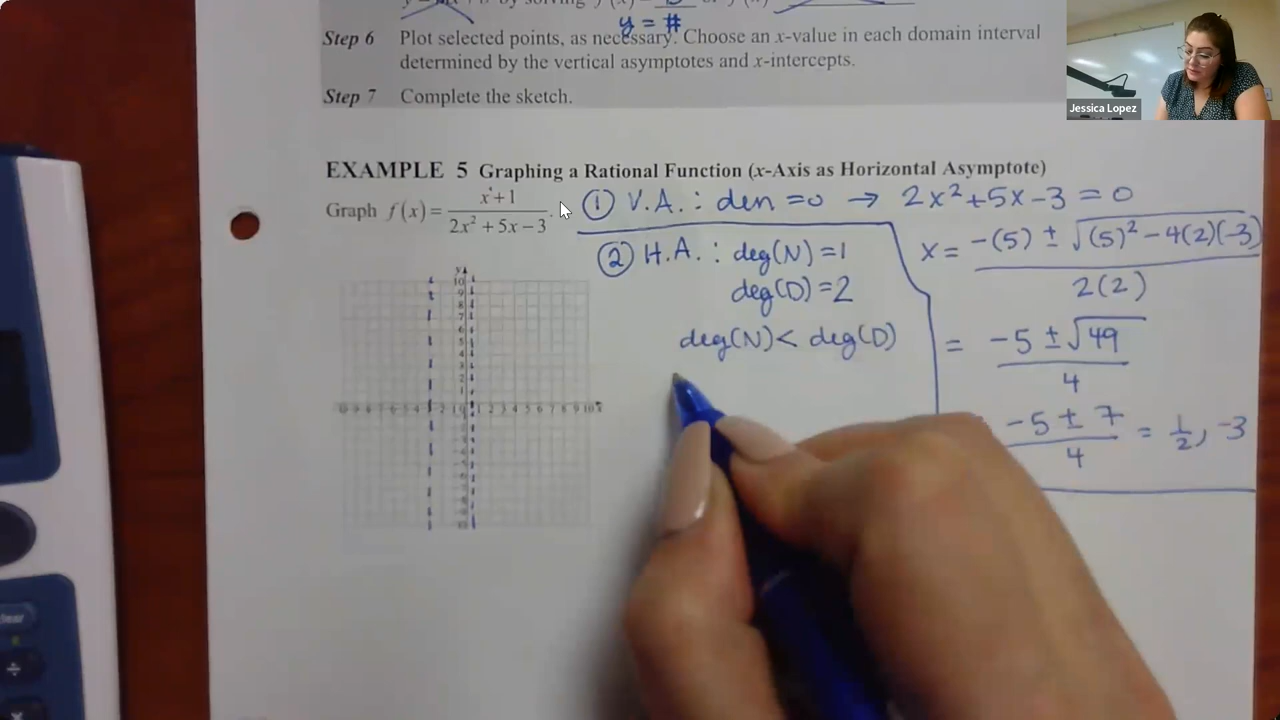 y = #
Step 6 Plot selected points, as necessary. Choose an x-value in each domain interval
determined by the vertical asymptotes and x-intercepts.
Step 7 Complete the sketch.
Jessica Lopez
EXAMPLE 5 Graphing a Rational Function (x-Axis as Horizontal Asymptote)
Graph f(x) = (x + 1)/(2x² + 5x − 3).
① V.A. : den = 0 → 2x² + 5x − 3 = 0
x = (−(5) ± √((5)² − 4(2)(−3)))/(2(2))
= (−5 ± √49)/4
(−5 ± 7)/4 = 1/2, −3
② H.A. : deg(N) = 1
deg(D) = 2
deg(N) < deg(D)